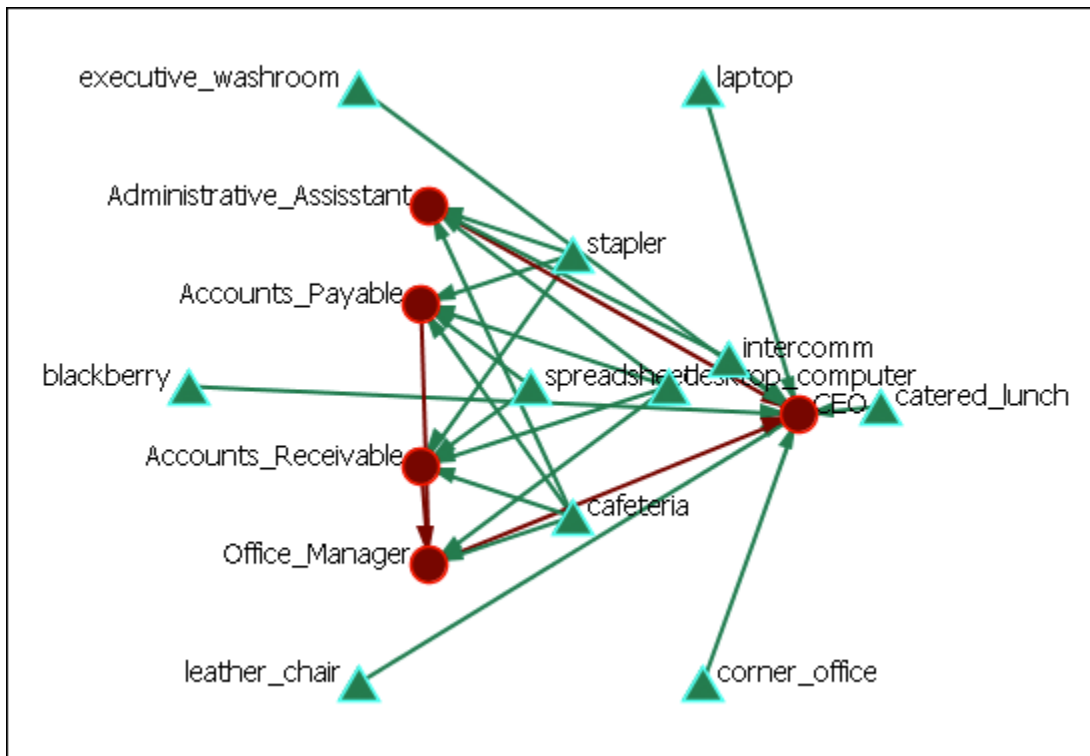 executive_washroom
laptop
Administrative_Assisstant
stapler
Accounts_Payable
intercomm
blackberry
spreadsheet
desktop_computer
catered_lunch
CEO
Accounts_Receivable
cafeteria
Office_Manager
leather_chair
corner_office